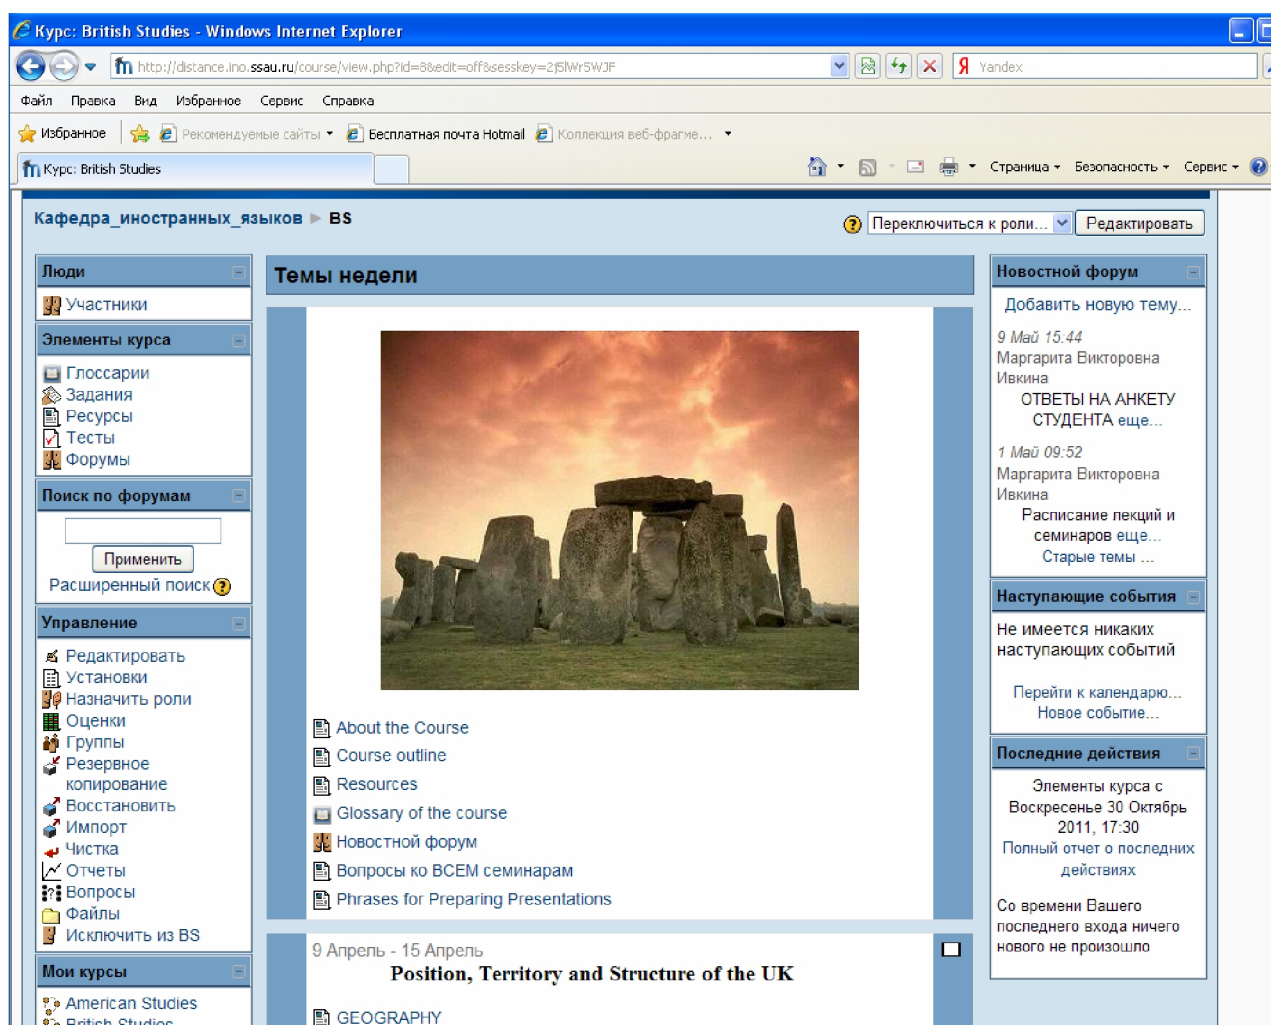 Курс: British Studies - Windows Internet Explorer
http://distance.ino.ssau.ru/course/view.php?id=8&edit=off&sesskey=2j5lWr5WJF
Yandex
Файл Правка Вид Избранное Сервис Справка
Избранное Рекомендуемые сайты Бесплатная почта Hotmail Коллекция веб-фрагме...
Курс: British Studies
Страница Безопасность Сервис
Кафедра_иностранных_языков ► BS
Переключиться к роли... Редактировать
Люди
Участники
Элементы курса
Глоссарии
Задания
Ресурсы
Тесты
Форумы
Поиск по форумам
Применить
Расширенный поиск
Управление
Редактировать
Установки
Назначить роли
Оценки
Группы
Резервное
копирование
Восстановить
Импорт
Чистка
Отчеты
Вопросы
Файлы
Исключить из BS
Мои курсы
American Studies
British Studies
Темы недели
About the Course
Course outline
Resources
Glossary of the course
Новостной форум
Вопросы ко ВСЕМ семинарам
Phrases for Preparing Presentations
9 Апрель - 15 Апрель
Position, Territory and Structure of the UK
GEOGRAPHY
Новостной форум
Добавить новую тему...
9 Май 15:44
Маргарита Викторовна
Ивкина
ОТВЕТЫ НА АНКЕТУ
СТУДЕНТА еще...
1 Май 09:52
Маргарита Викторовна
Ивкина
Расписание лекций и
семинаров еще...
Старые темы ...
Наступающие события
Не имеется никаких
наступающих событий
Перейти к календарю...
Новое событие...
Последние действия
Элементы курса с
Воскресенье 30 Октябрь
2011, 17:30
Полный отчет о последних
действиях
Со времени Вашего
последнего входа ничего
нового не произошло